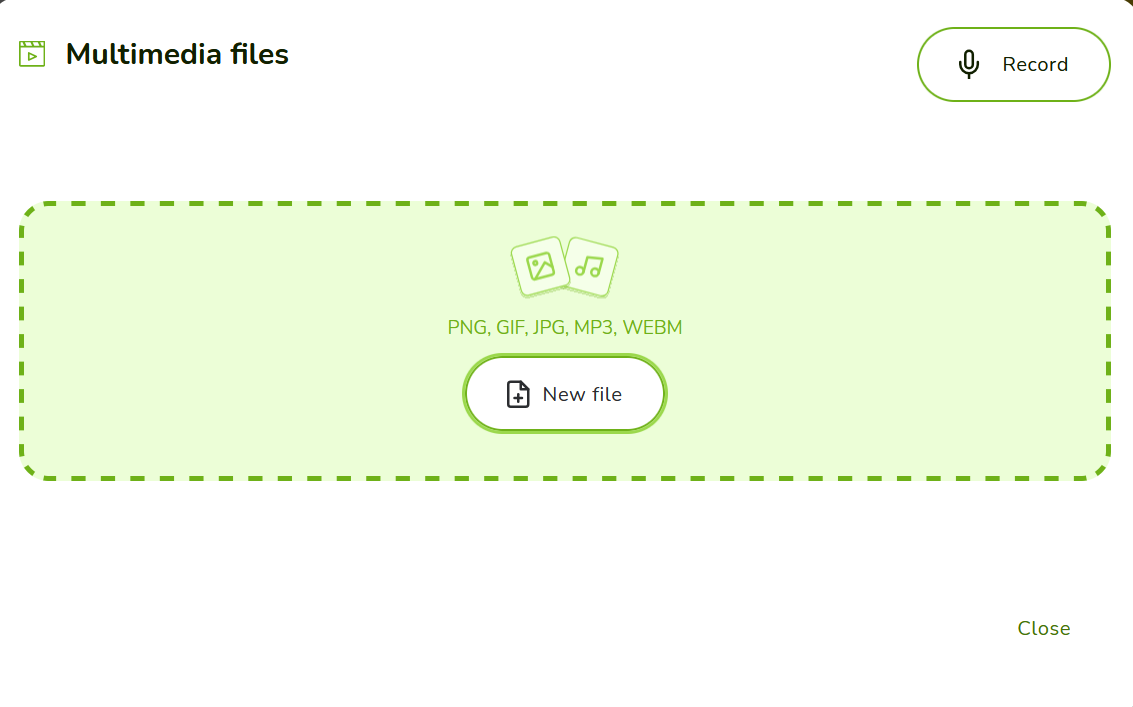 Multimedia files
Record
PNG, GIF, JPG, MP3, WEBM
New file
Close